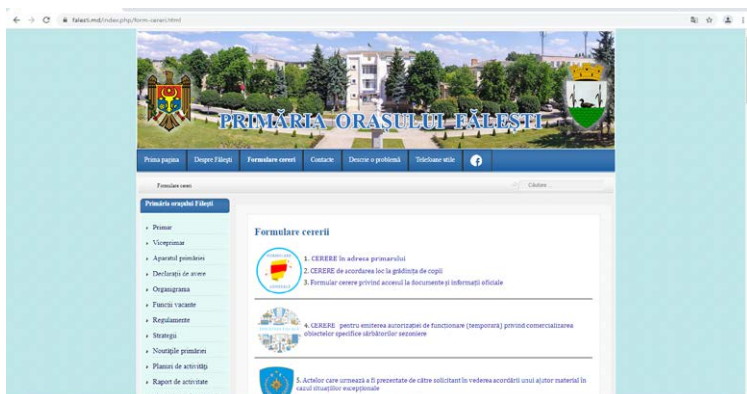 falesti.md/index.php/form-cereri.html
PRIMĂRIA ORAȘULUI FĂLEȘTI
Prima pagina Despre Fălești Formulare cereri Contacte Descrie o problemă Telefoane utile
Formulare cereri
Căutare ...
Primăria orașului Fălești
Primar
Viceprimar
Aparatul primăriei
Declarații de avere
Organigrama
Funcții vacante
Regulamente
Strategii
Noutățile primăriei
Planuri de activități
Raport de activitate
Formulare cererii
1. CERERE în adresa primarului
2. CERERE de acordarea loc la grădinița de copii
3. Formular cerere privind accesul la documente și informații oficiale
4. CERERE pentru emiterea autorizației de funcționare (temporară) privind comercializarea
obiectelor specifice sărbătorilor sezoniere
5. Actelor care urmează a fi prezentate de către solicitant în vederea acordării unui ajutor material în
cazul situațiilor excepționale